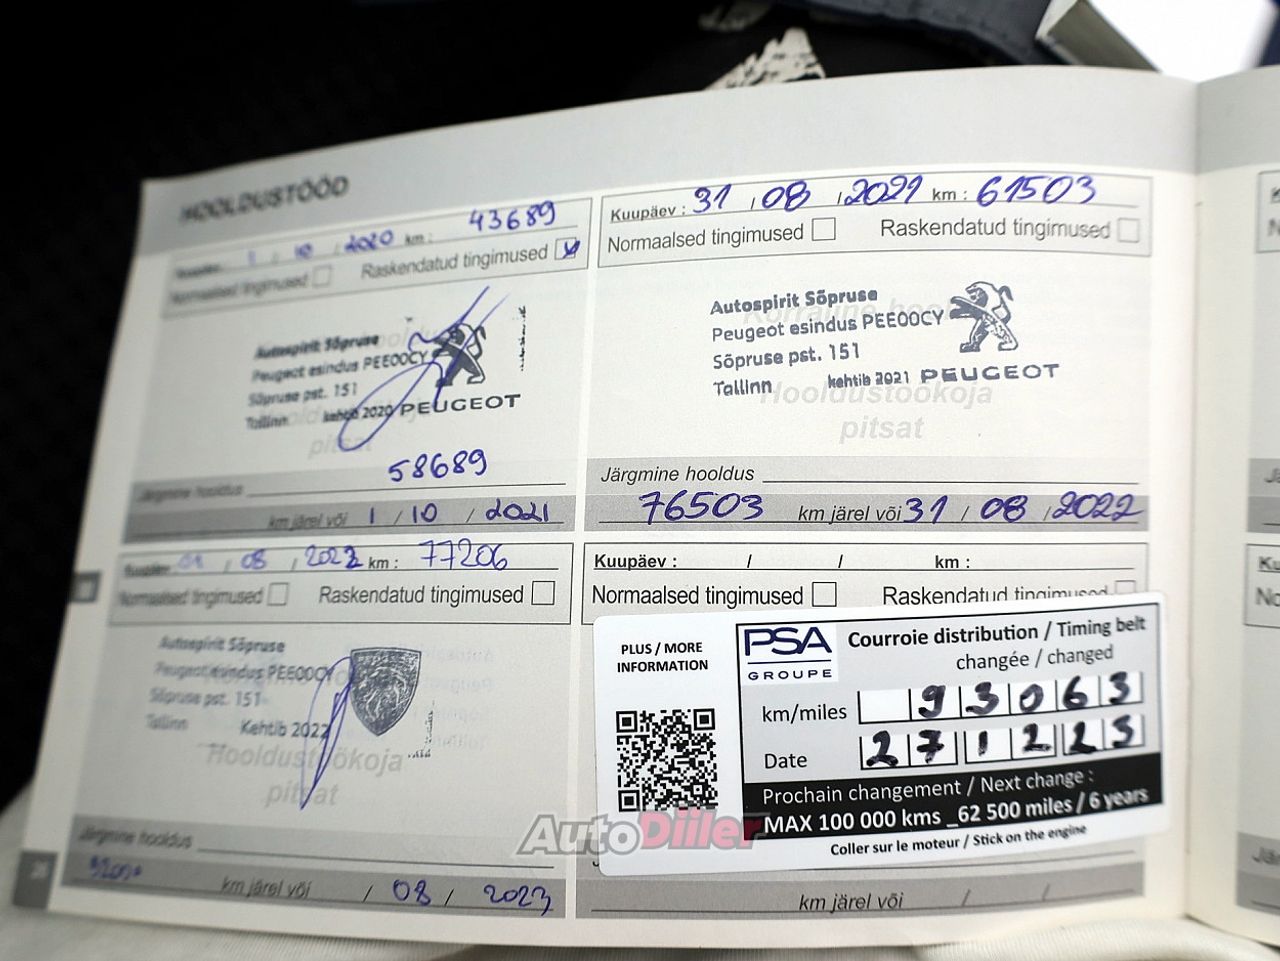 HOOLDUSTÖÖD
Kuupäev: 1 / 10 / 2020 km: 43689
Normaalsed tingimused Raskendatud tingimused
Autospirit Sõpruse
Peugeot esindus PEE00CY
Sõpruse pst. 151
Tallinn kehtib 2020 PEUGEOT
Hooldustöökoja
pitsat
58689
Järgmine hooldus
km järel või 1 / 10 / 2021
Kuupäev : 31 / 08 / 2021 km : 61503
Normaalsed tingimused Raskendatud tingimused
Autospirit Sõpruse
Peugeot esindus PEE00CY
Sõpruse pst. 151
Tallinn kehtib 2021 PEUGEOT
Hooldustöökoja
pitsat
Järgmine hooldus
76503 km järel või 31 / 08 / 2022
/ 08 / 2022 km : 77206
Normaalsed tingimused Raskendatud tingimused
Autospirit Sõpruse
Peugeot esindus PEE00CY
Sõpruse pst. 151
Tallinn Kehtib 2022
Hooldustöökoja
pitsat
Järgmine hooldus
km järel või / 08 / 2023
Kuupäev : / / km :
Normaalsed tingimused Raskendatud tingimused
PLUS / MORE
INFORMATION
PSA
GROUPE
Courroie distribution / Timing belt
changée / changed
km/miles 93063
Date 271223
Prochain changement / Next change :
MAX 100 000 kms _62 500 miles / 6 years
Coller sur le moteur / Stick on the engine
km järel või / /
AutoDiiler